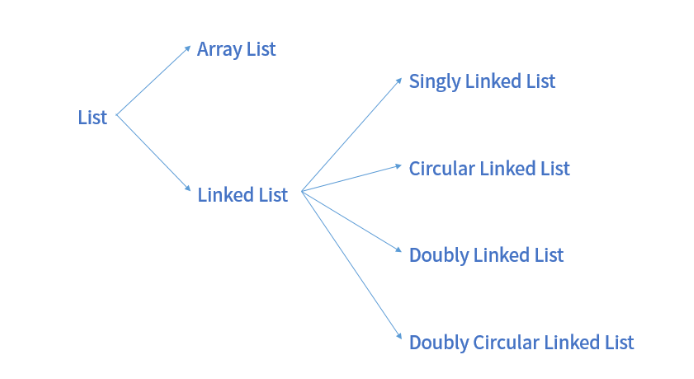 List
Array List
Linked List
Singly Linked List
Circular Linked List
Doubly Linked List
Doubly Circular Linked List